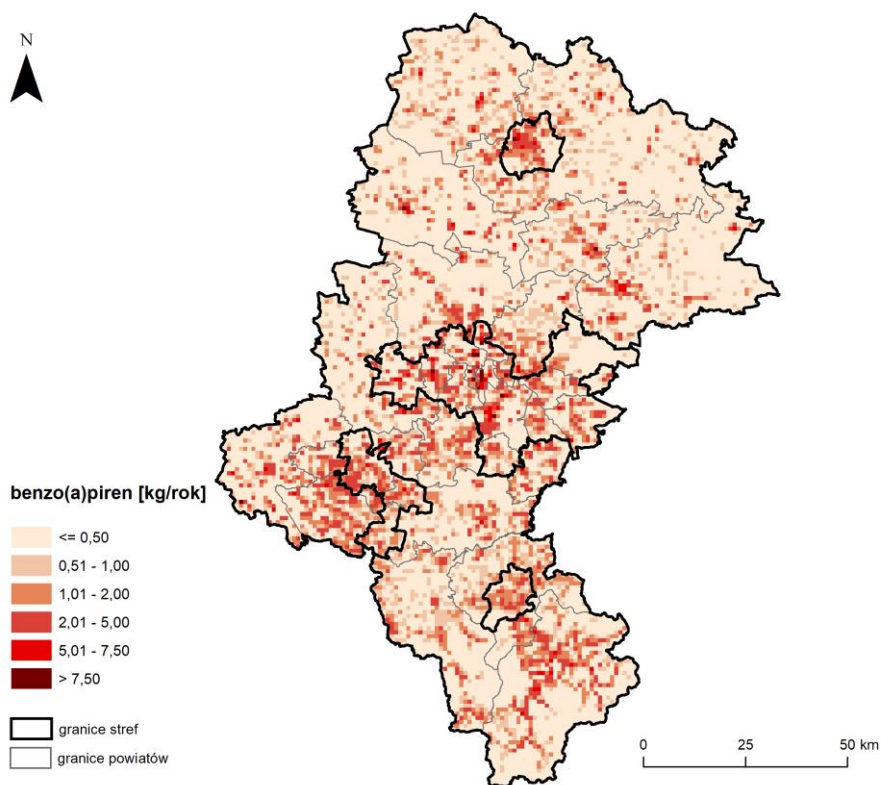 N
benzo(a)piren [kg/rok]
<= 0,50
0,51 - 1,00
1,01 - 2,00
2,01 - 5,00
5,01 - 7,50
> 7,50
granice stref
granice powiatów
0 25 50 km